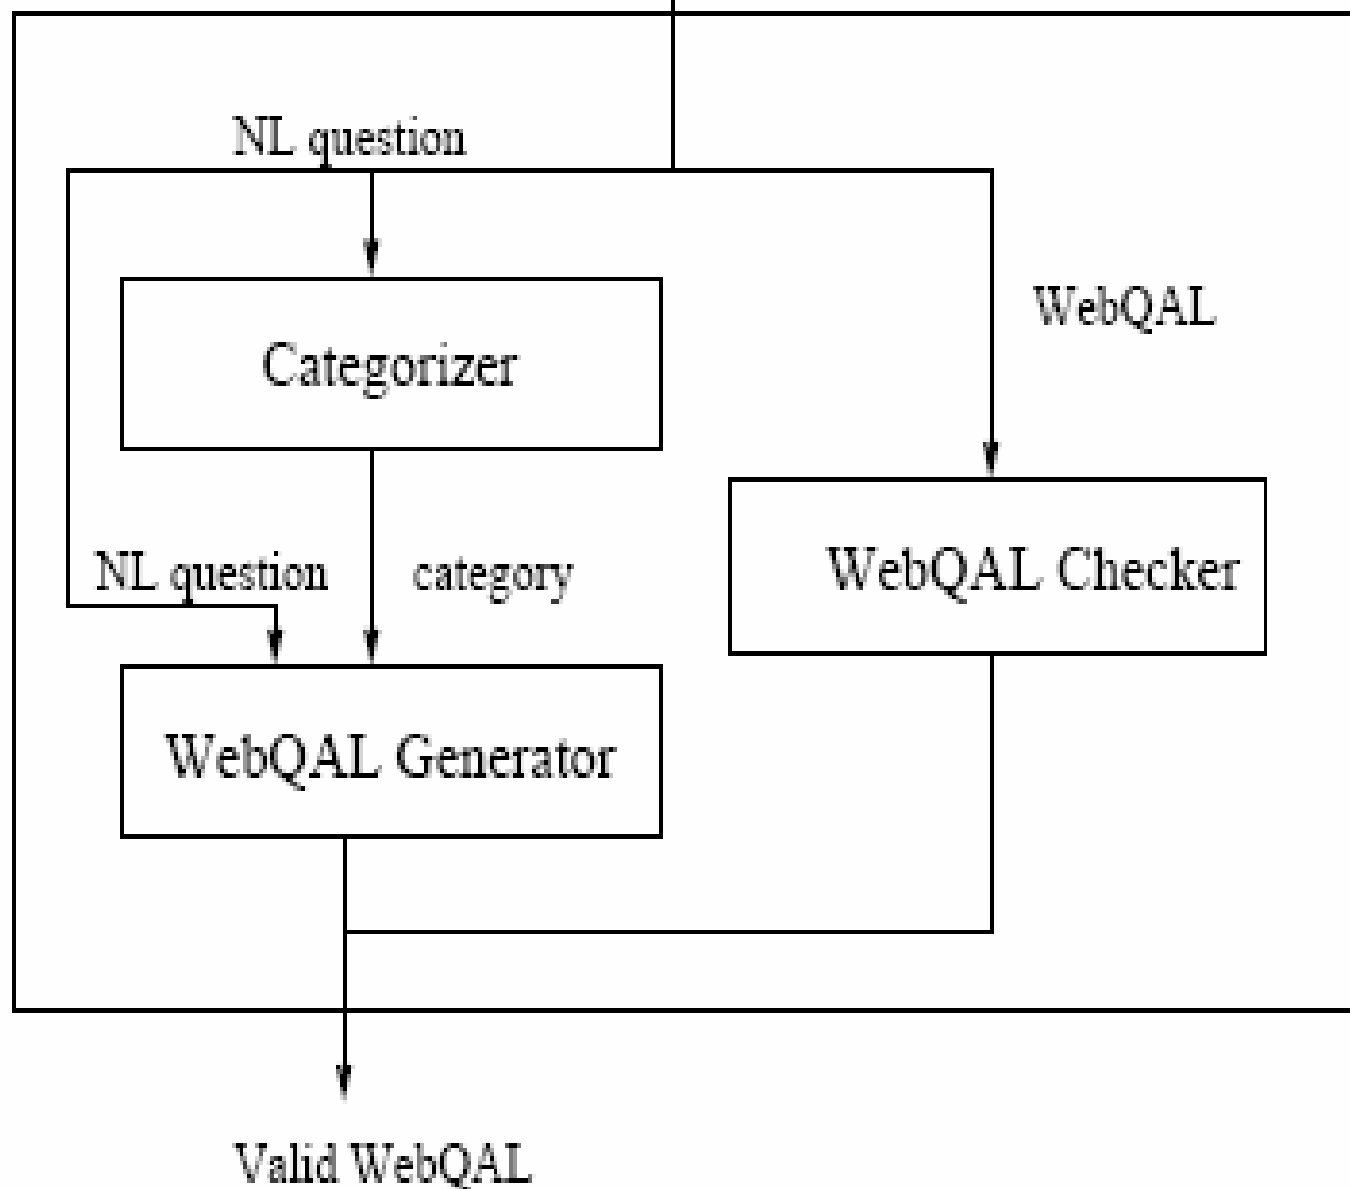 NL question
WebQAL
Categorizer
NL question
category
WebQAL Checker
WebQAL Generator
Valid WebQAL